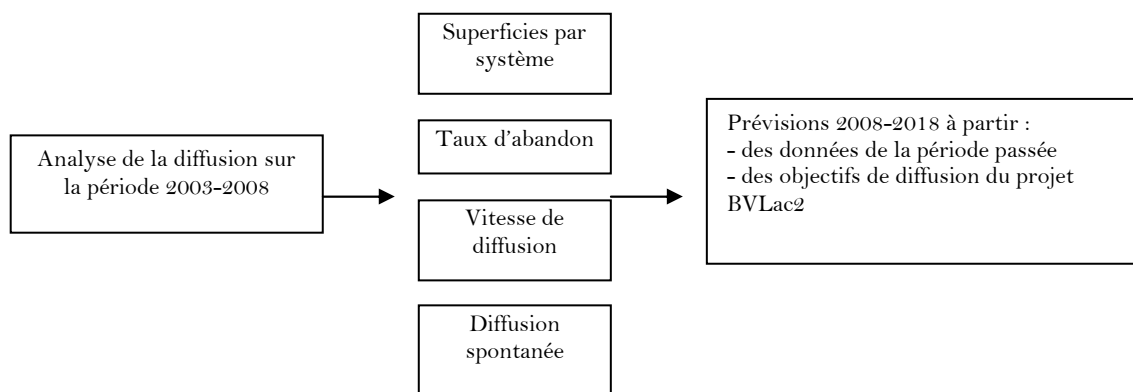 Superficies par
système
Taux d'abandon
Analyse de la diffusion sur
la période 2003-2008
Vitesse de
diffusion
Diffusion
spontanée
Prévisions 2008-2018 à partir :
- des données de la période passée
- des objectifs de diffusion du projet
BVLac2